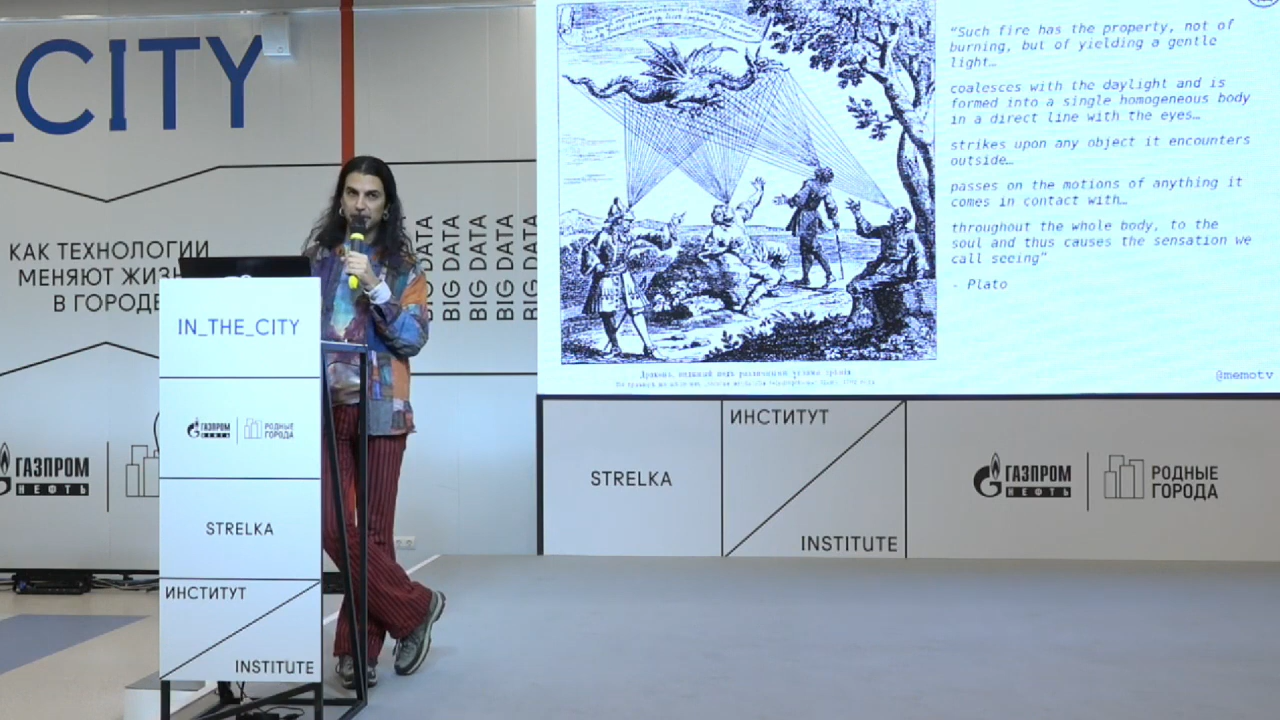 _CITY
КАК ТЕХНОЛОГИИ
МЕНЯЮТ ЖИЗН
В ГОРОДЕ
DATA
BIG DATA
BIG DATA
BIG DATA
BIG DATA
ГАЗПРОМ
НЕФТЬ
IN_THE_CITY
ГАЗПРОМ
НЕФТЬ
РОДНЫЕ
ГОРОДА
STRELKA
ИНСТИТУТ
INSTITUTE
“Such fire has the property, not of
burning, but of yielding a gentle
light…
coalesces with the daylight and is
formed into a single homogeneous body
in a direct line with the eyes…
strikes upon any object it encounters
outside…
passes on the motions of anything it
comes in contact with…
throughout the whole body, to the
soul and thus causes the sensation we
call seeing”
- Plato
@memotv
STRELKA
ИНСТИТУТ
INSTITUTE
ГАЗПРОМ
НЕФТЬ
РОДНЫЕ
ГОРОДА